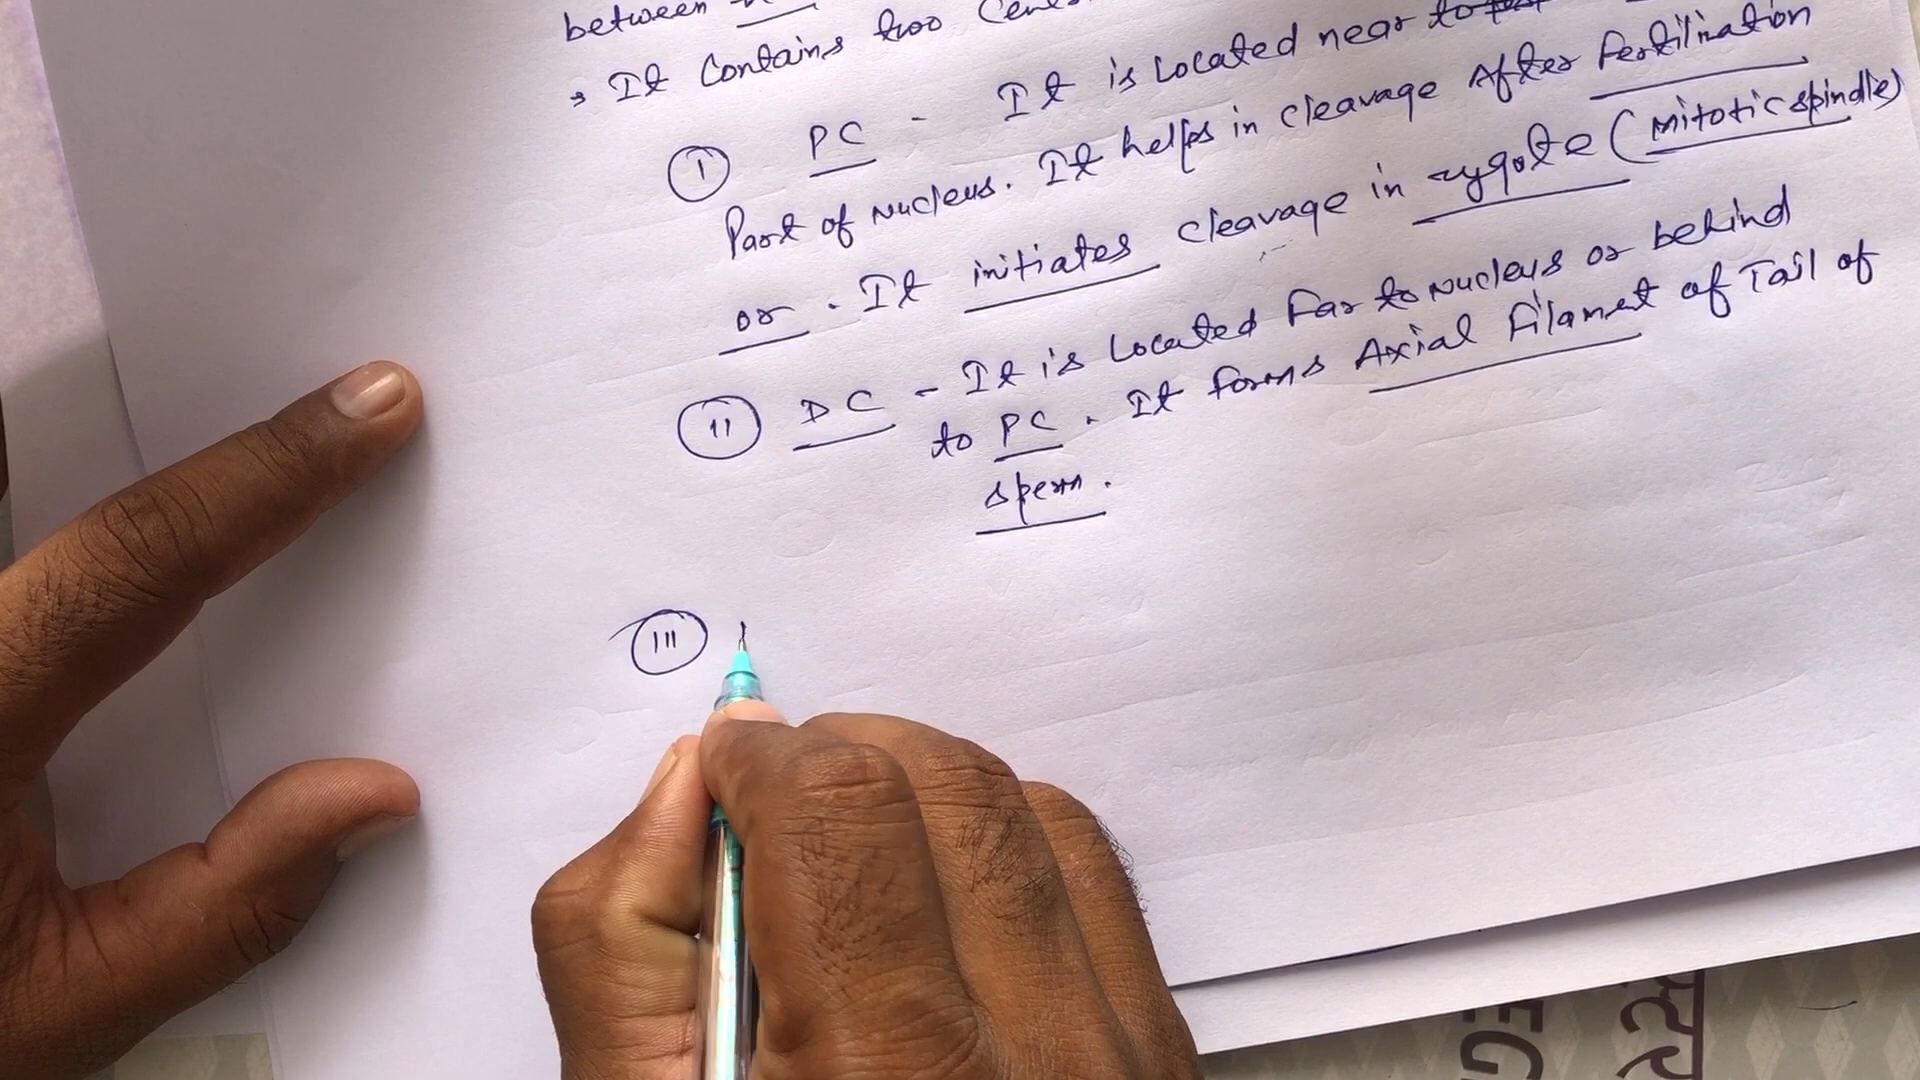 between
It contains two
I PC - It is located near to
Part of Nucleus. It helps in cleavage After Fertilination
or. It initiates cleavage in zygote (Mitotic spindle)
II DC - It is Located far to Nucleus or behind
to PC. It forms Axial filament of Tail of
sperm.
III
EG